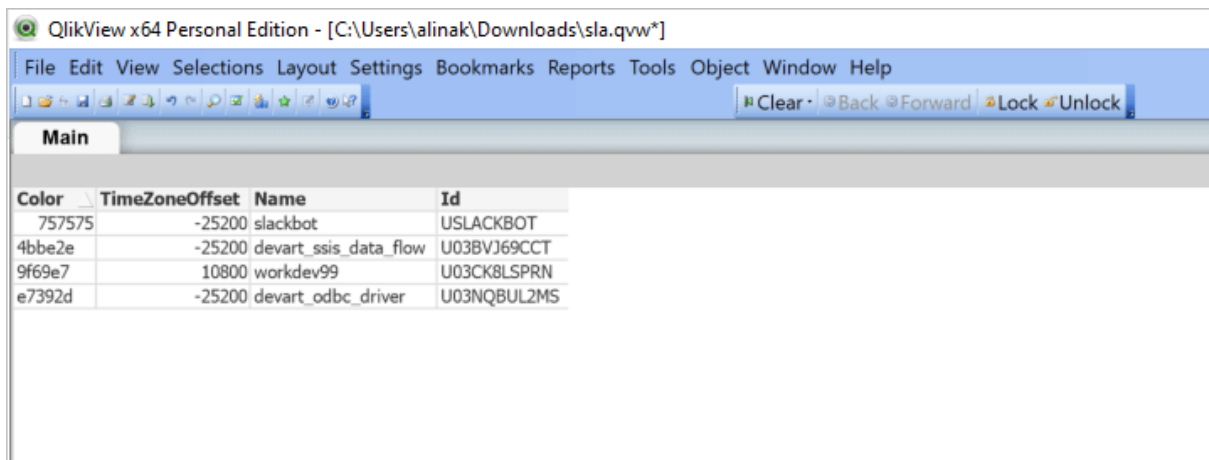 QlikView x64 Personal Edition - [C:\Users\alinak\Downloads\sla.qvw*]
File Edit View Selections Layout Settings Bookmarks Reports Tools Object Window Help
Clear Back Forward Lock Unlock
Main
Color TimeZoneOffset Name Id
757575 -25200 slackbot USLACKBOT
4bbe2e -25200 devart_ssis_data_flow U03BVJ69CCT
9f69e7 10800 workdev99 U03CK8LSPRN
e7392d -25200 devart_odbc_driver U03NQBUL2MS